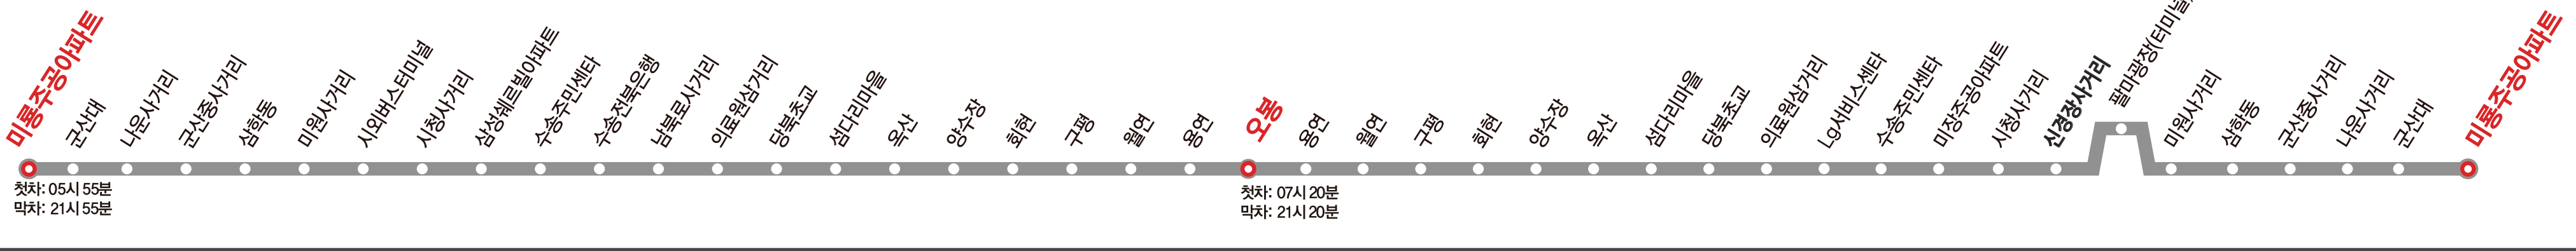 미룡주공아파트
군산대
나운사거리
군산중사거리
삼학동
미원사거리
시외버스터미널
시청사거리
삼성쉐르빌아파트
수송주민센타
수송전북은행
남북로사거리
의료원삼거리
당북초교
섬다리마을
옥산
양수장
회현
구평
월연
용연
오봉
용연
월연
구평
회현
양수장
옥산
섬다리마을
당북초교
의료원삼거리
Lg서비스센타
수송주민센타
미장주공아파트
시청사거리
신경장사거리
팔마광장(터미널)
미원사거리
삼학동
군산중사거리
나운사거리
군산대
미룡주공아파트
첫차: 05시 55분
막차: 21시 55분
첫차: 07시 20분
막차: 21시 20분